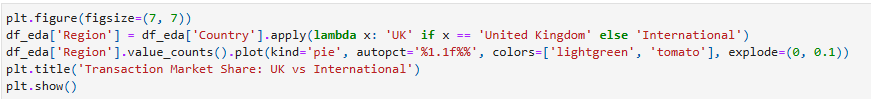 plt.figure(figsize=(7, 7))
df_eda['Region'] = df_eda['Country'].apply(lambda x: 'UK' if x == 'United Kingdom' else 'International')
df_eda['Region'].value_counts().plot(kind='pie', autopct='%1.1f%%', colors=['lightgreen', 'tomato'], explode=(0, 0.1))
plt.title('Transaction Market Share: UK vs International')
plt.show()